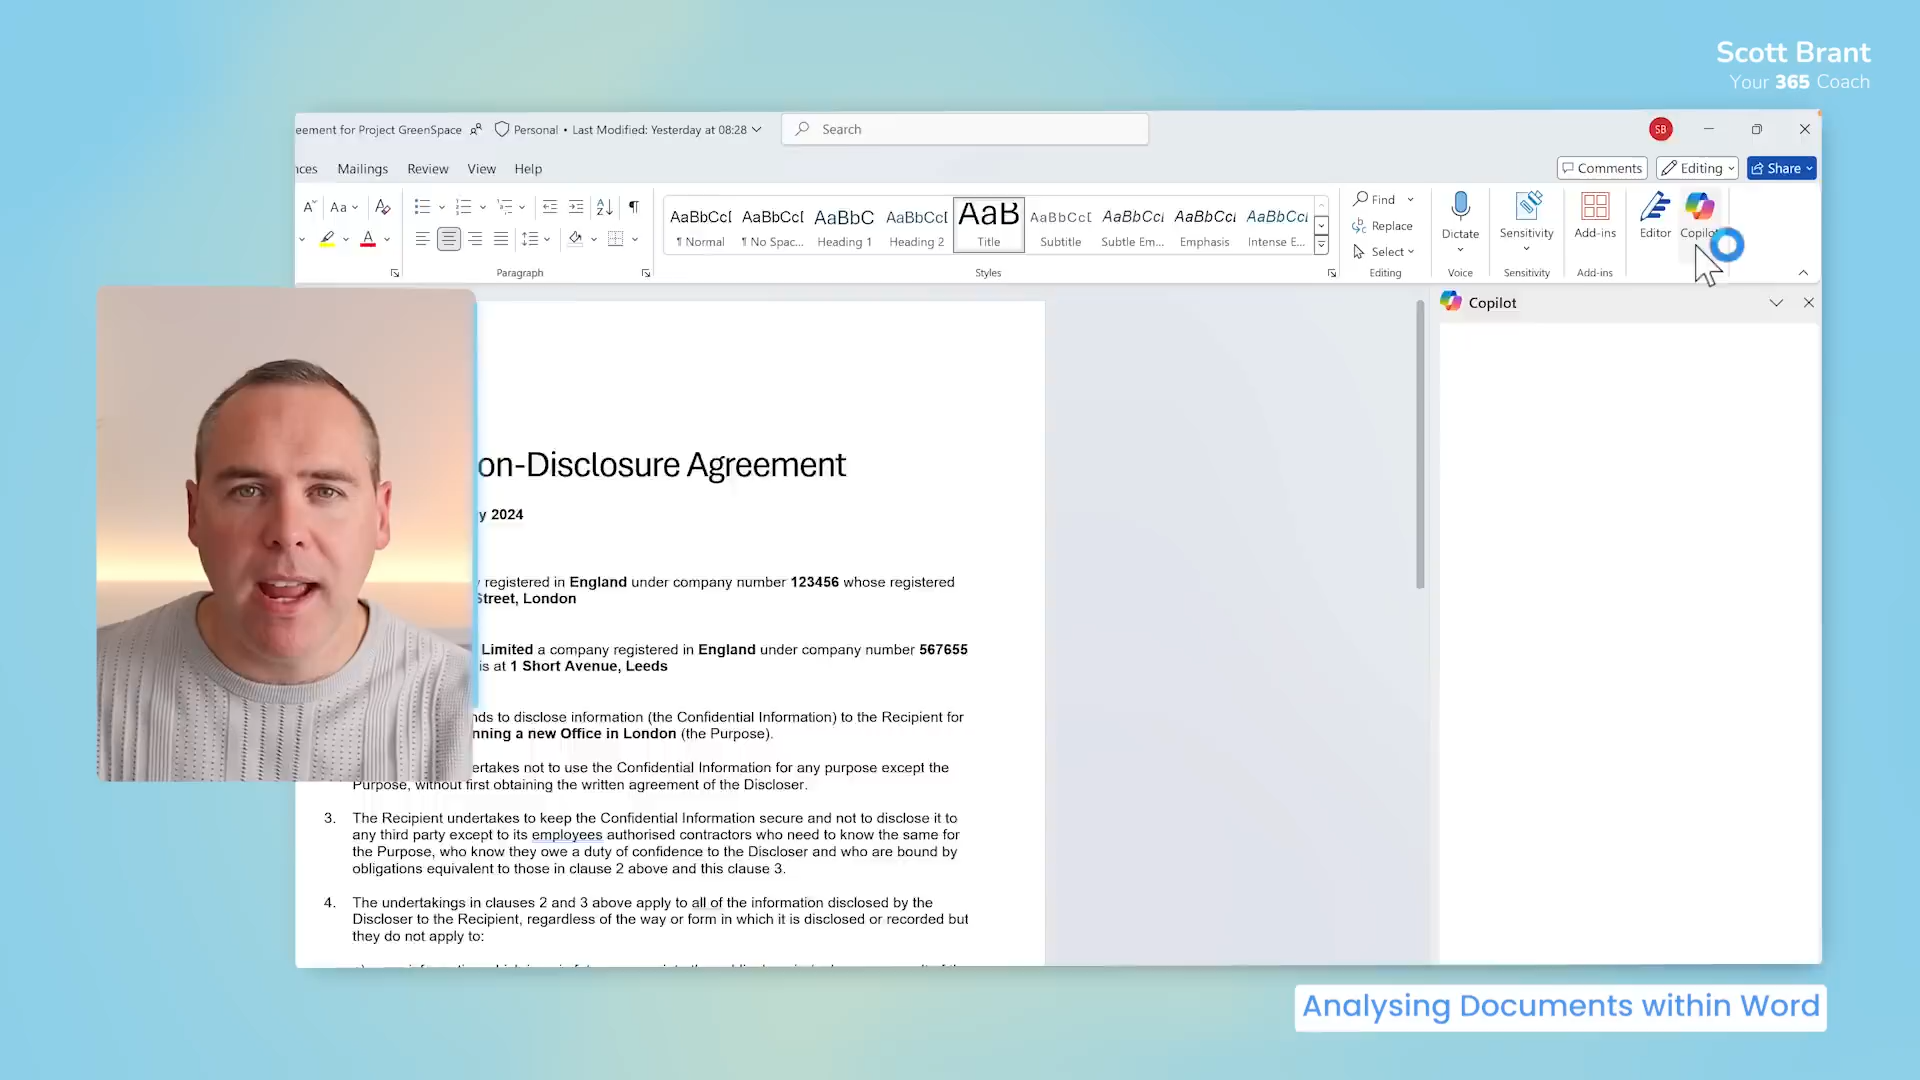 Scott Brant
Your 365 Coach
eement for Project GreenSpace
Personal • Last Modified: Yesterday at 08:28
Search
SB
nces Mailings Review View Help
Comments Editing Share
Aa
AaBbCcI AaBbCcI AaBbC AaBbCcI AaB AaBbCcI AaBbCcI AaBbCcI AaBbCcI
¶ Normal ¶ No Spac... Heading 1 Heading 2 Title Subtitle Subtle Em... Emphasis Intense E...
Find
Replace
Select
Dictate Sensitivity Add-ins Editor Copilot
Paragraph Styles Editing Voice Sensitivity Add-ins
Copilot
on-Disclosure Agreement
y 2024
registered in England under company number 123456 whose registered
Street, London
Limited a company registered in England under company number 567655
is at 1 Short Avenue, Leeds
nds to disclose information (the Confidential Information) to the Recipient for
nning a new Office in London (the Purpose).
ertakes not to use the Confidential Information for any purpose except the
Purpose, without first obtaining the written agreement of the Discloser.
3. The Recipient undertakes to keep the Confidential Information secure and not to disclose it to
any third party except to its employees authorised contractors who need to know the same for
the Purpose, who know they owe a duty of confidence to the Discloser and who are bound by
obligations equivalent to those in clause 2 above and this clause 3.
4. The undertakings in clauses 2 and 3 above apply to all of the information disclosed by the
Discloser to the Recipient, regardless of the way or form in which it is disclosed or recorded but
they do not apply to:
Analysing Documents within Word